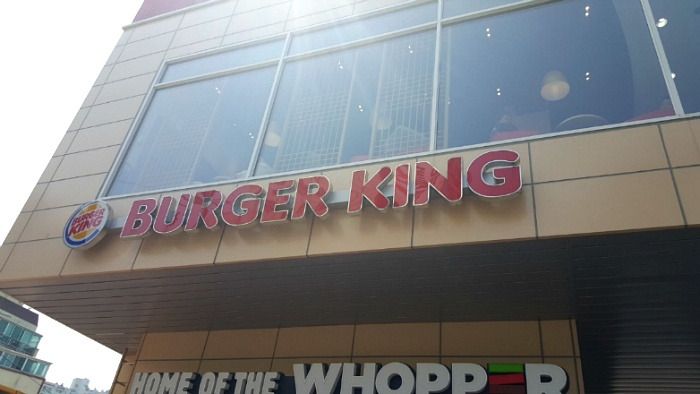 BURGER KING
BURGER KING
HOME OF THE WHOPPER